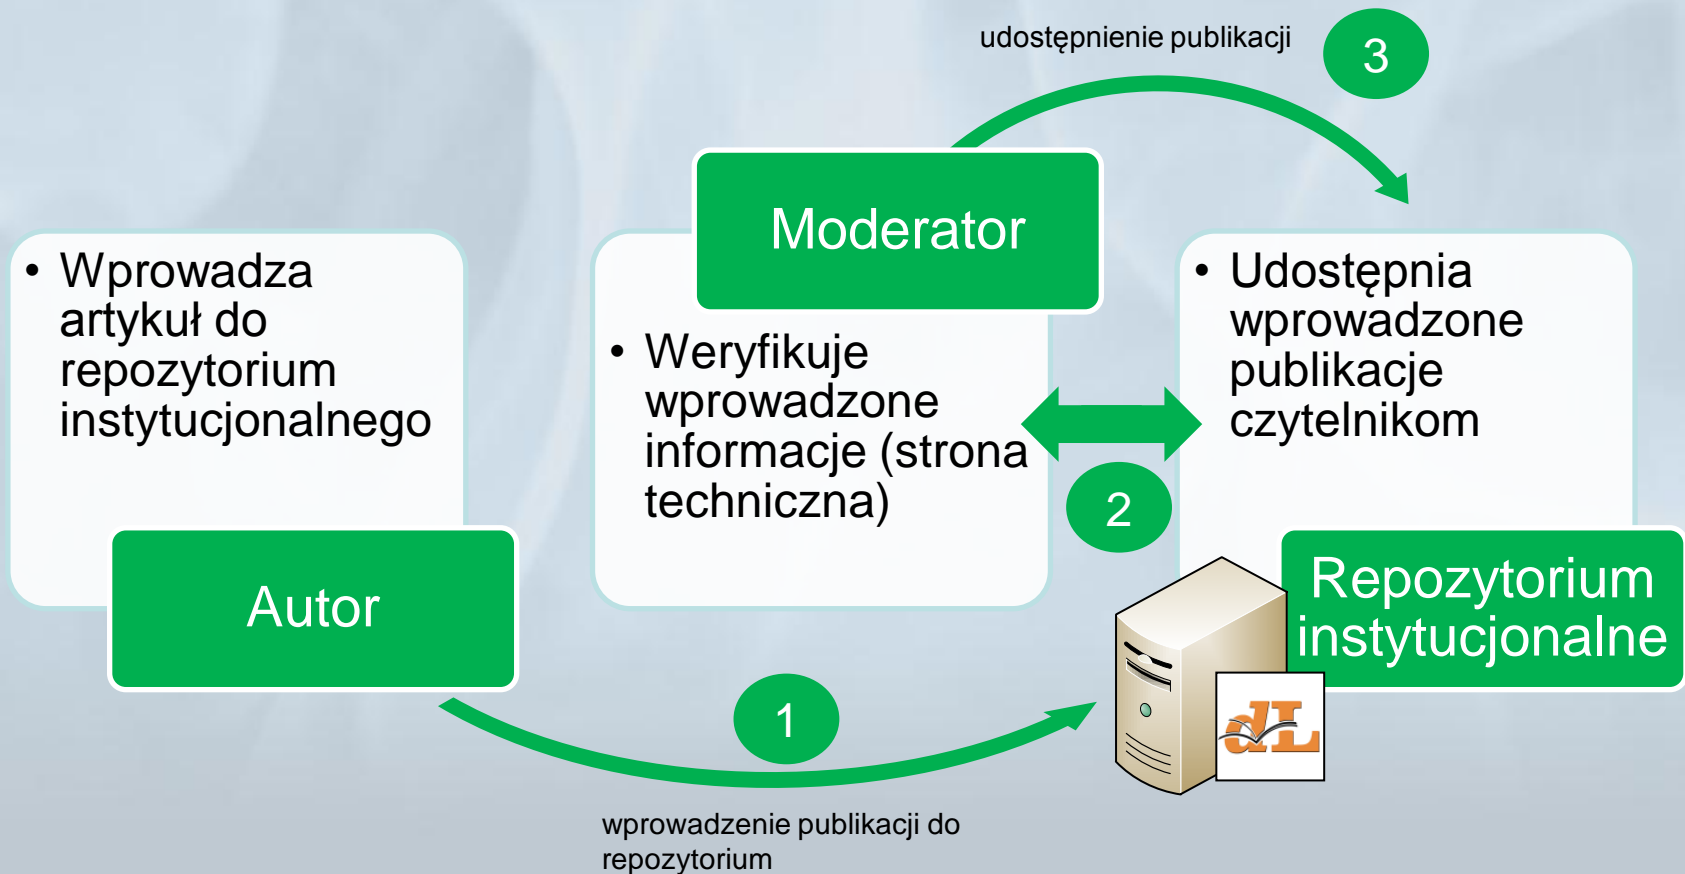 udostępnienie publikacji
3
Moderator
• Wprowadza
artykuł do
repozytorium
instytucjonalnego
Autor
• Weryfikuje
wprowadzone
informacje (strona
techniczna)
2
• Udostępnia
wprowadzone
publikacje
czytelnikom
Repozytorium
instytucjonalne
dL
1
wprowadzenie publikacji do
repozytorium